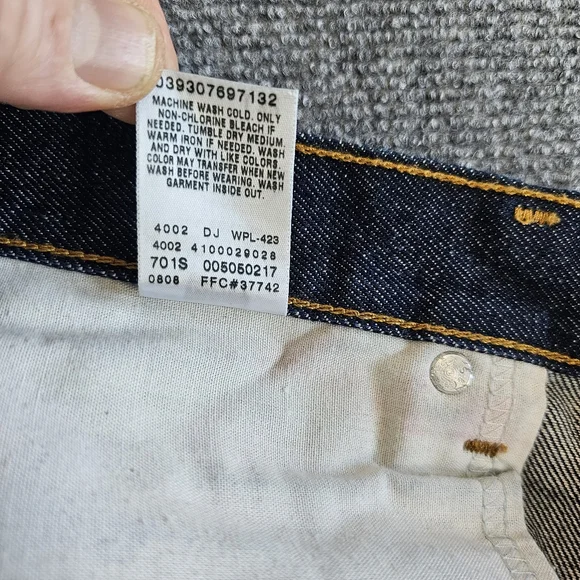 039307697132
MACHINE WASH COLD. ONLY
NON-CHLORINE BLEACH IF
NEEDED. TUMBLE DRY MEDIUM.
WARM IRON IF NEEDED. WASH
AND DRY WITH LIKE COLORS
COLOR MAY TRANSFER WHEN NEW
WASH BEFORE WEARING. WASH
GARMENT INSIDE OUT.
4002 DJ WPL-423
4002 4100029028
701S 005050217
0808 FFC#37742